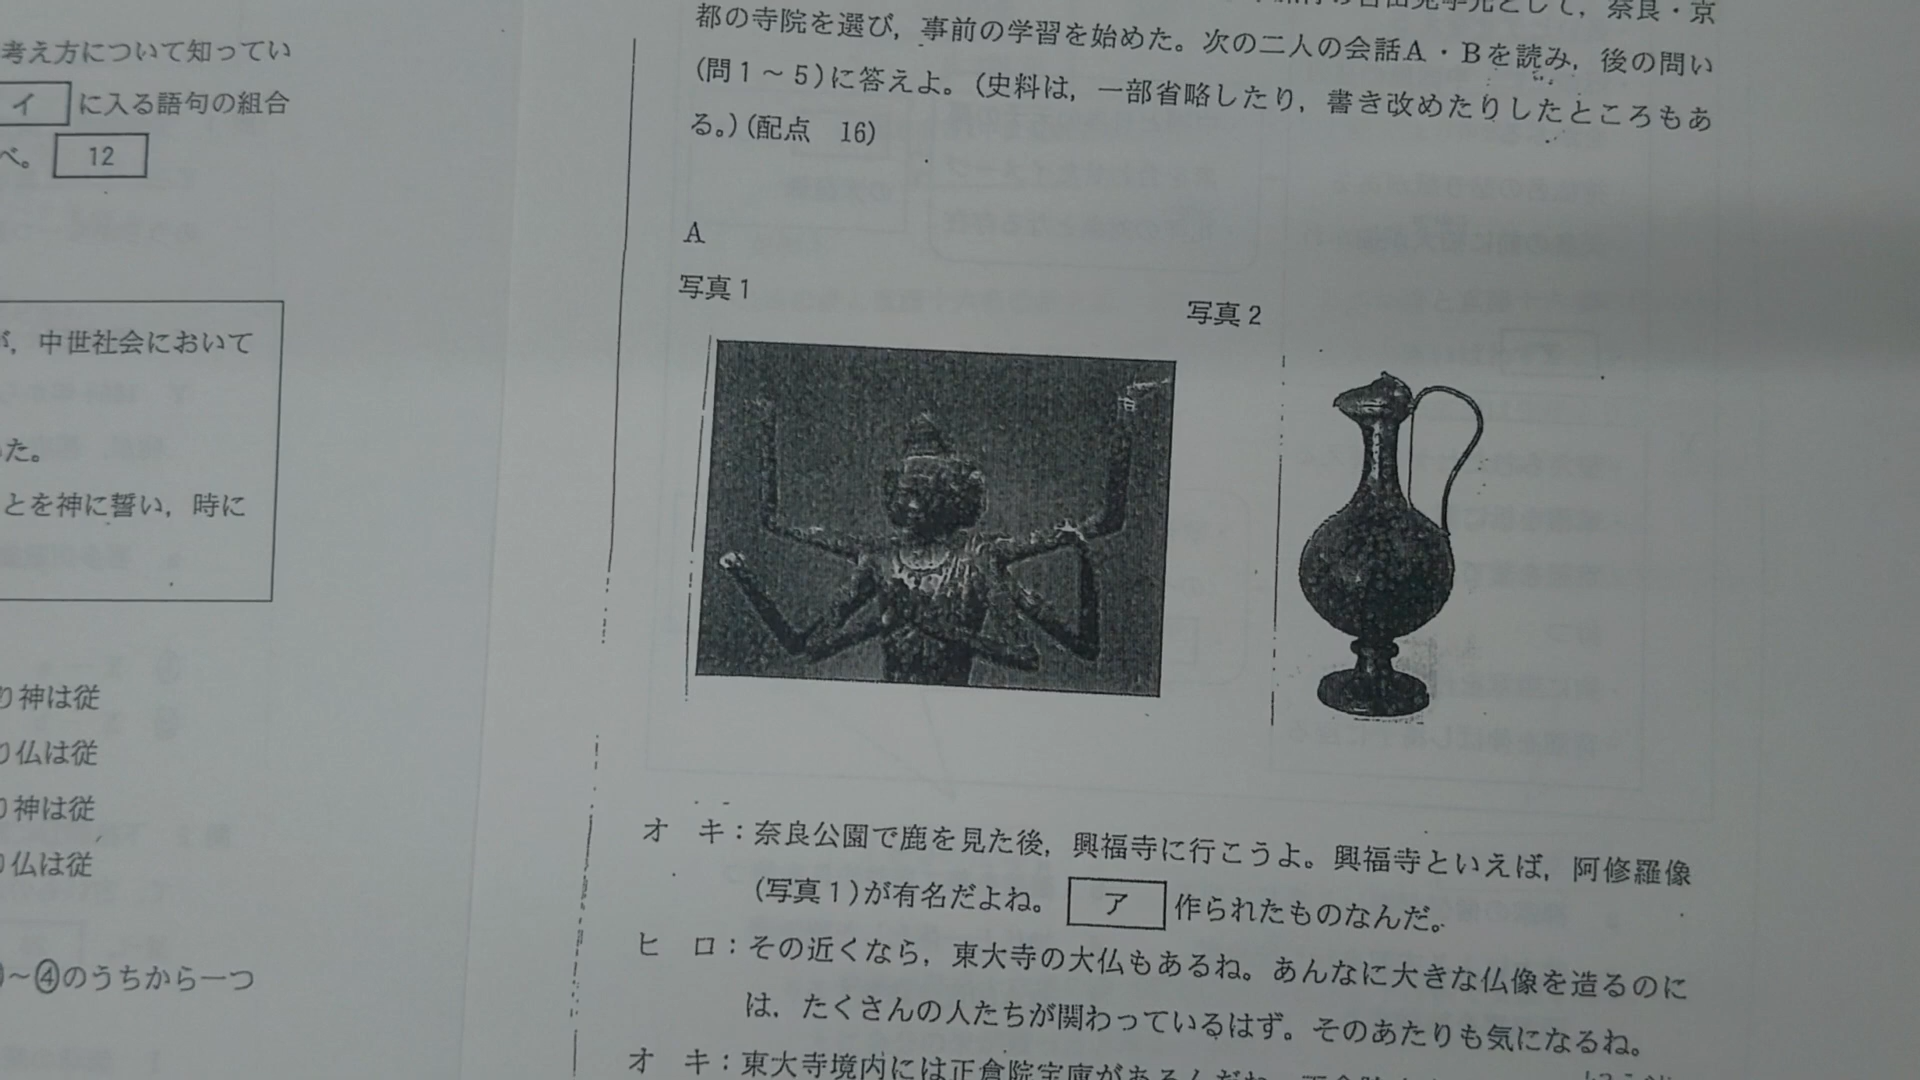 考え方について知ってい
イ に入る語句の組合
べ。 12
が，中世社会において
った。
とを神に誓い，時に
り神は従
り仏は従
り神は従
り仏は従
～④のうちから一つ
として，奈良・京
都の寺院を選び，事前の学習を始めた。次の二人の会話A・Bを読み，後の問い
(問1～5)に答えよ。(史料は，一部省略したり，書き改めたりしたところもあ
る。)(配点　16)
A
写真1
写真2
オ　キ：奈良公園で鹿を見た後，興福寺に行こうよ。興福寺といえば，阿修羅像
(写真1)が有名だよね。 ア 作られたものなんだ。
ヒ　ロ：その近くなら，東大寺の大仏もあるね。あんなに大きな仏像を造るのに
は，たくさんの人たちが関わっているはず。そのあたりも気になるね。
オ　キ：東大寺境内には正倉院宝庫があるんだね